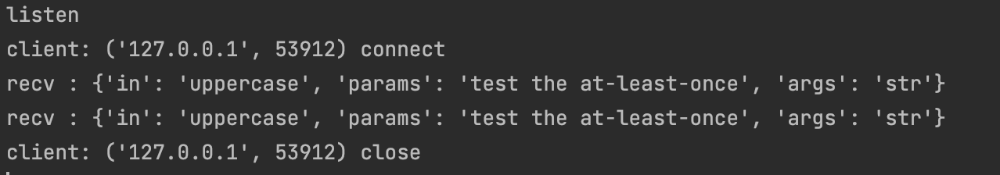 listen
client: ('127.0.0.1', 53912) connect
recv : {'in': 'uppercase', 'params': 'test the at-least-once', 'args': 'str'}
recv : {'in': 'uppercase', 'params': 'test the at-least-once', 'args': 'str'}
client: ('127.0.0.1', 53912) close